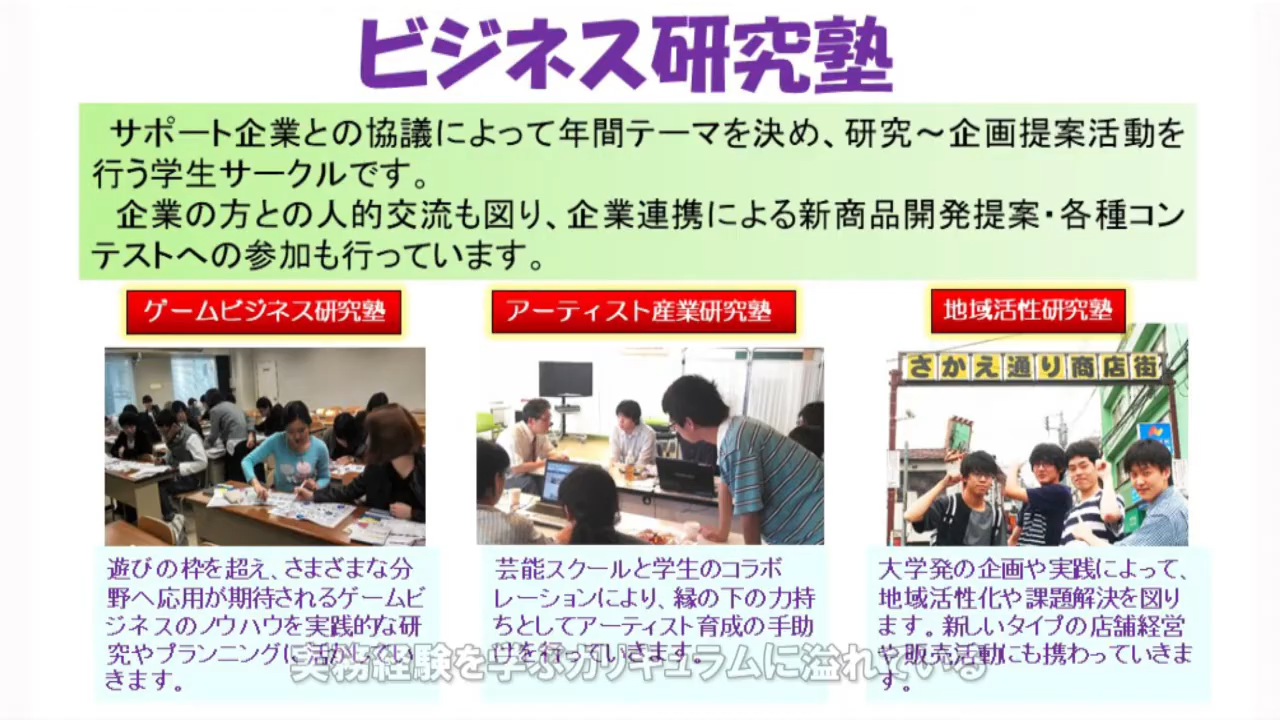 ビジネス研究塾
サポート企業との協議によって年間テーマを決め、研究～企画提案活動を
行う学生サークルです。
企業の方との人的交流も図り、企業連携による新商品開発提案・各種コン
テストへの参加も行っています。
ゲームビジネス研究塾
遊びの枠を超え、さまざまな分
野へ応用が期待されるゲームビ
ジネスのノウハウを実践的な研
究やプランニングに活かしてい
きます。
アーティスト産業研究塾
芸能スクールと学生のコラボ
レーションにより、縁の下の力持
ちとしてアーティスト育成の手助
けを行っていきます。
地域活性研究塾
さかえ通り商店街
大学発の企画や実践によって、
地域活性化や課題解決を図り
ます。新しいタイプの店舗経営
や販売活動にも携わっていきま
す。
実務経験を学ぶカリキュラムに溢れている